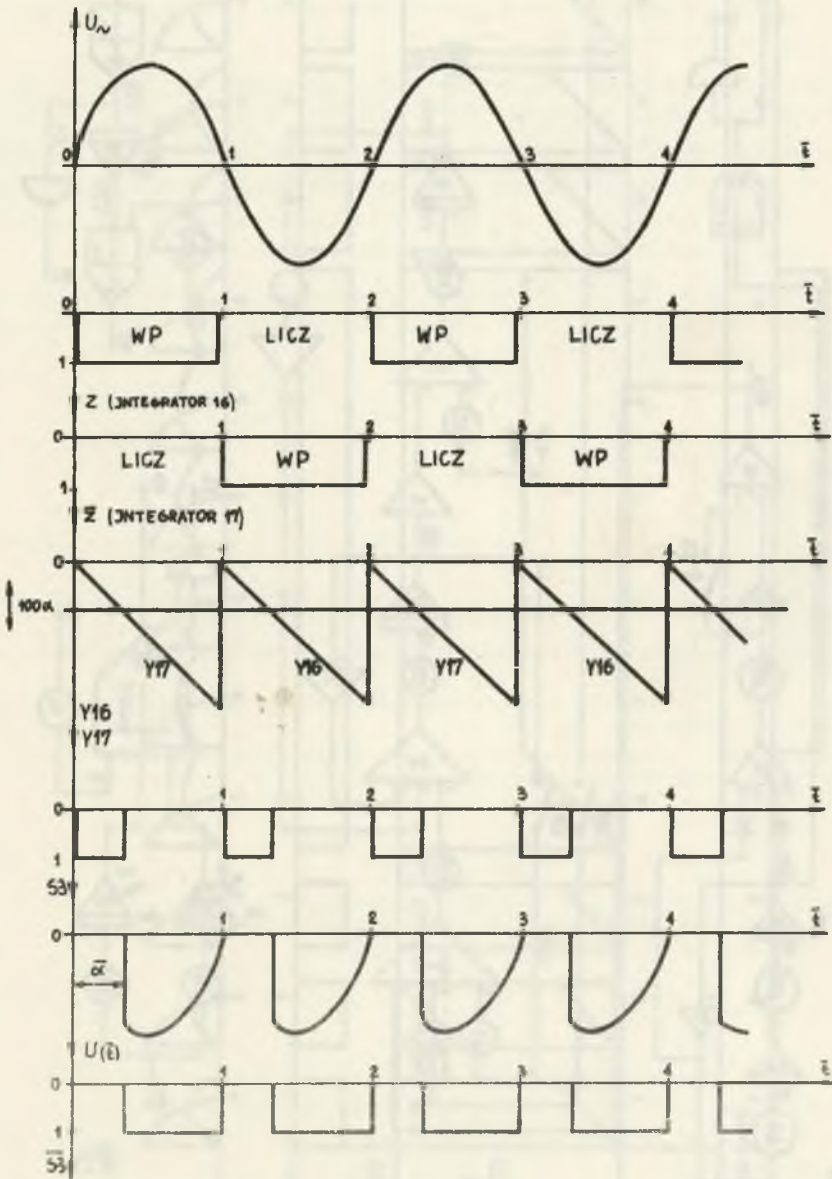 U~
0 1 2 3 4 t̄
0 1 2 3 4 t̄
WP LICZ WP LICZ
1
Z (INTEGRATOR 16)
0 1 2 3 4 t̄
LICZ WP LICZ WP
1
Z̄ (INTEGRATOR 17)
0 1 2 3 4 t̄
100α
Y17 Y16 Y17 Y16
Y16
Y17
0 1 2 3 4 t̄
1
S3
0 1 2 3 4 t̄
ᾱ
U(t̄)
0 1 2 3 4 t̄
1
S̄3̄